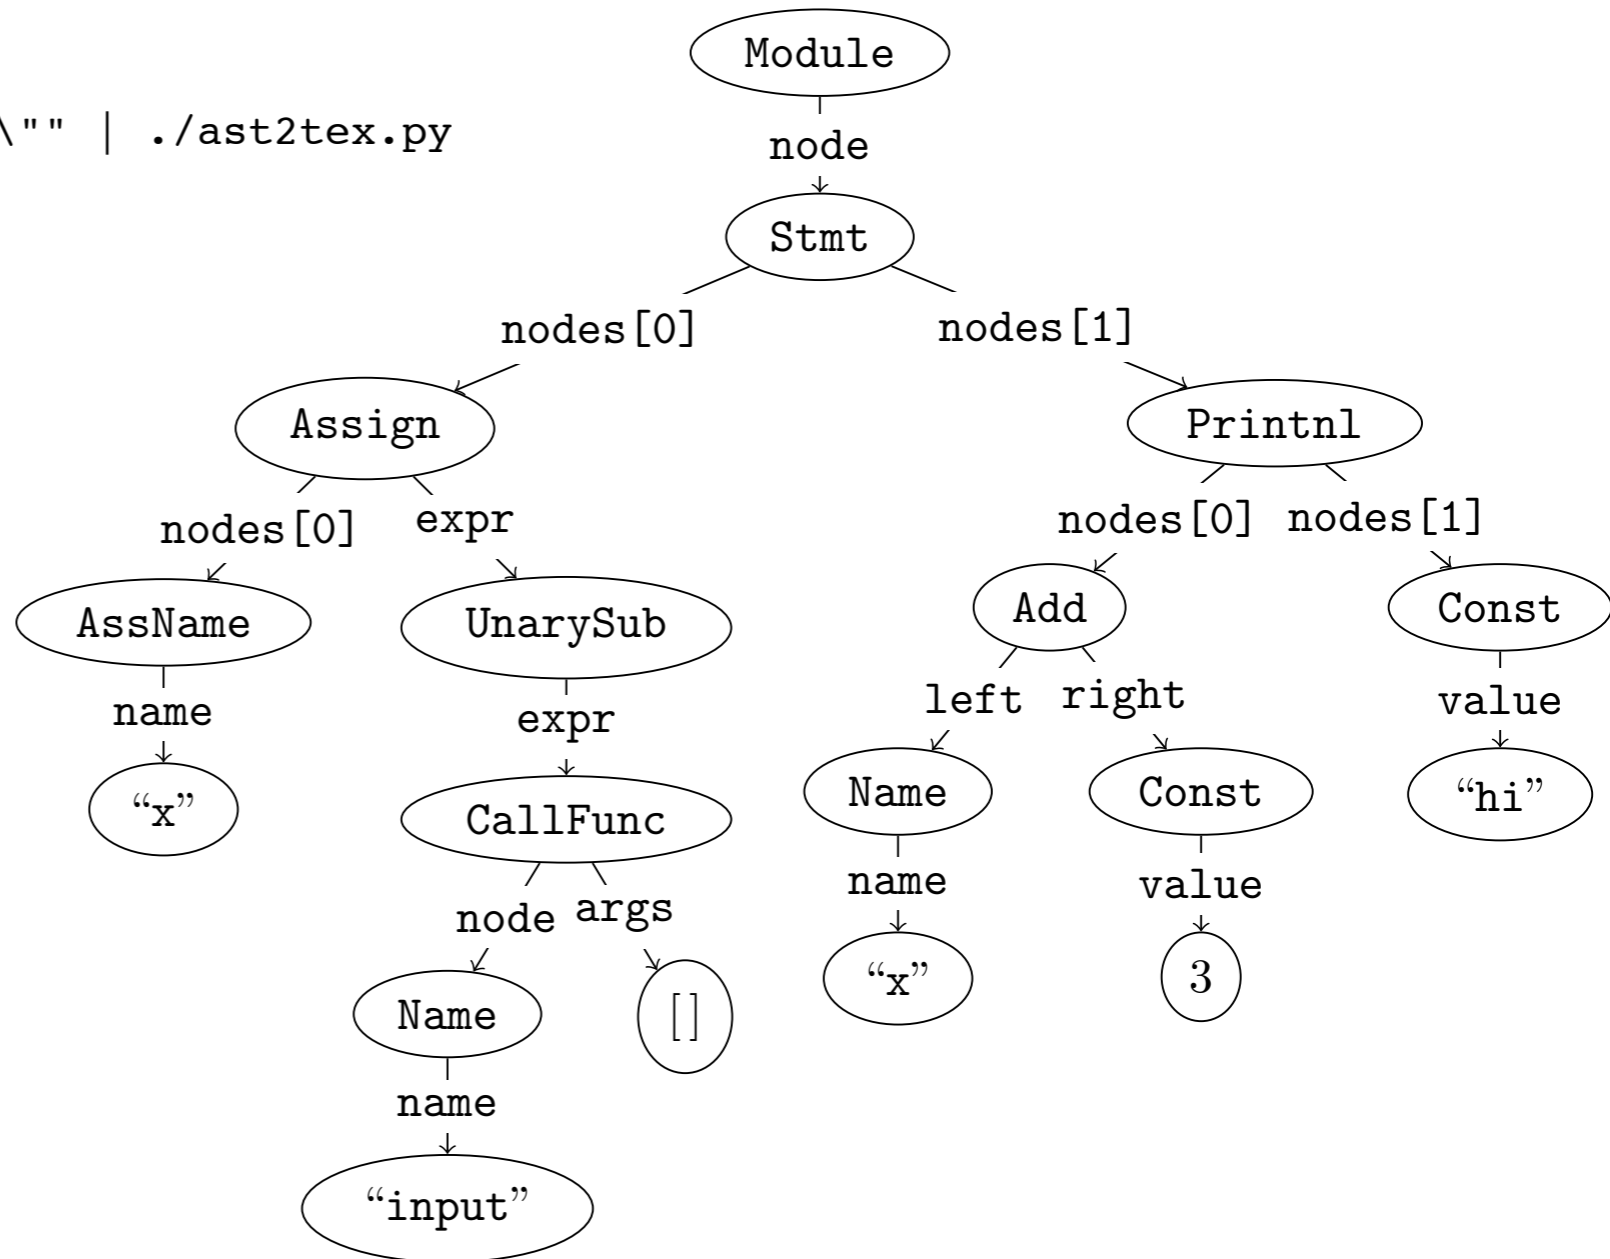 Module
\"" | ./ast2tex.py
node
Stmt
nodes[0] nodes[1]
Assign Printnl
nodes[0] expr nodes[0] nodes[1]
AssName UnarySub Add Const
name expr left right value
“x” CallFunc Name Const “hi”
node args name value
Name [] “x” 3
name
“input”